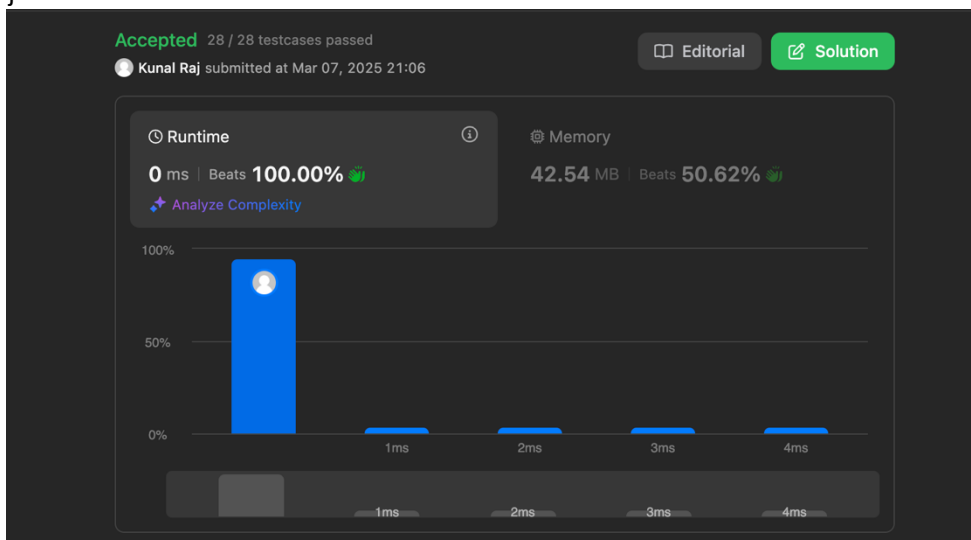 Accepted 28 / 28 testcases passed
Editorial
Solution
Kunal Raj submitted at Mar 07, 2025 21:06
Runtime
Memory
0 ms | Beats 100.00%
42.54 MB | Beats 50.62%
Analyze Complexity
100%
50%
0%
1ms 2ms 3ms 4ms
1ms 2ms 3ms 4ms